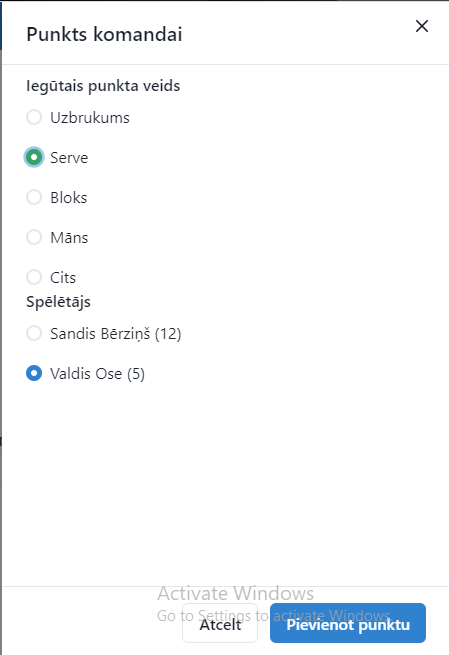 Punkts komandai
Iegūtais punkta veids
Uzbrukums
Serve
Bloks
Māns
Cits
Spēlētājs
Sandis Bērziņš (12)
Valdis Ose (5)
Activate Windows
Go to Settings to activate Windows.
Atcelt
Pievienot punktu